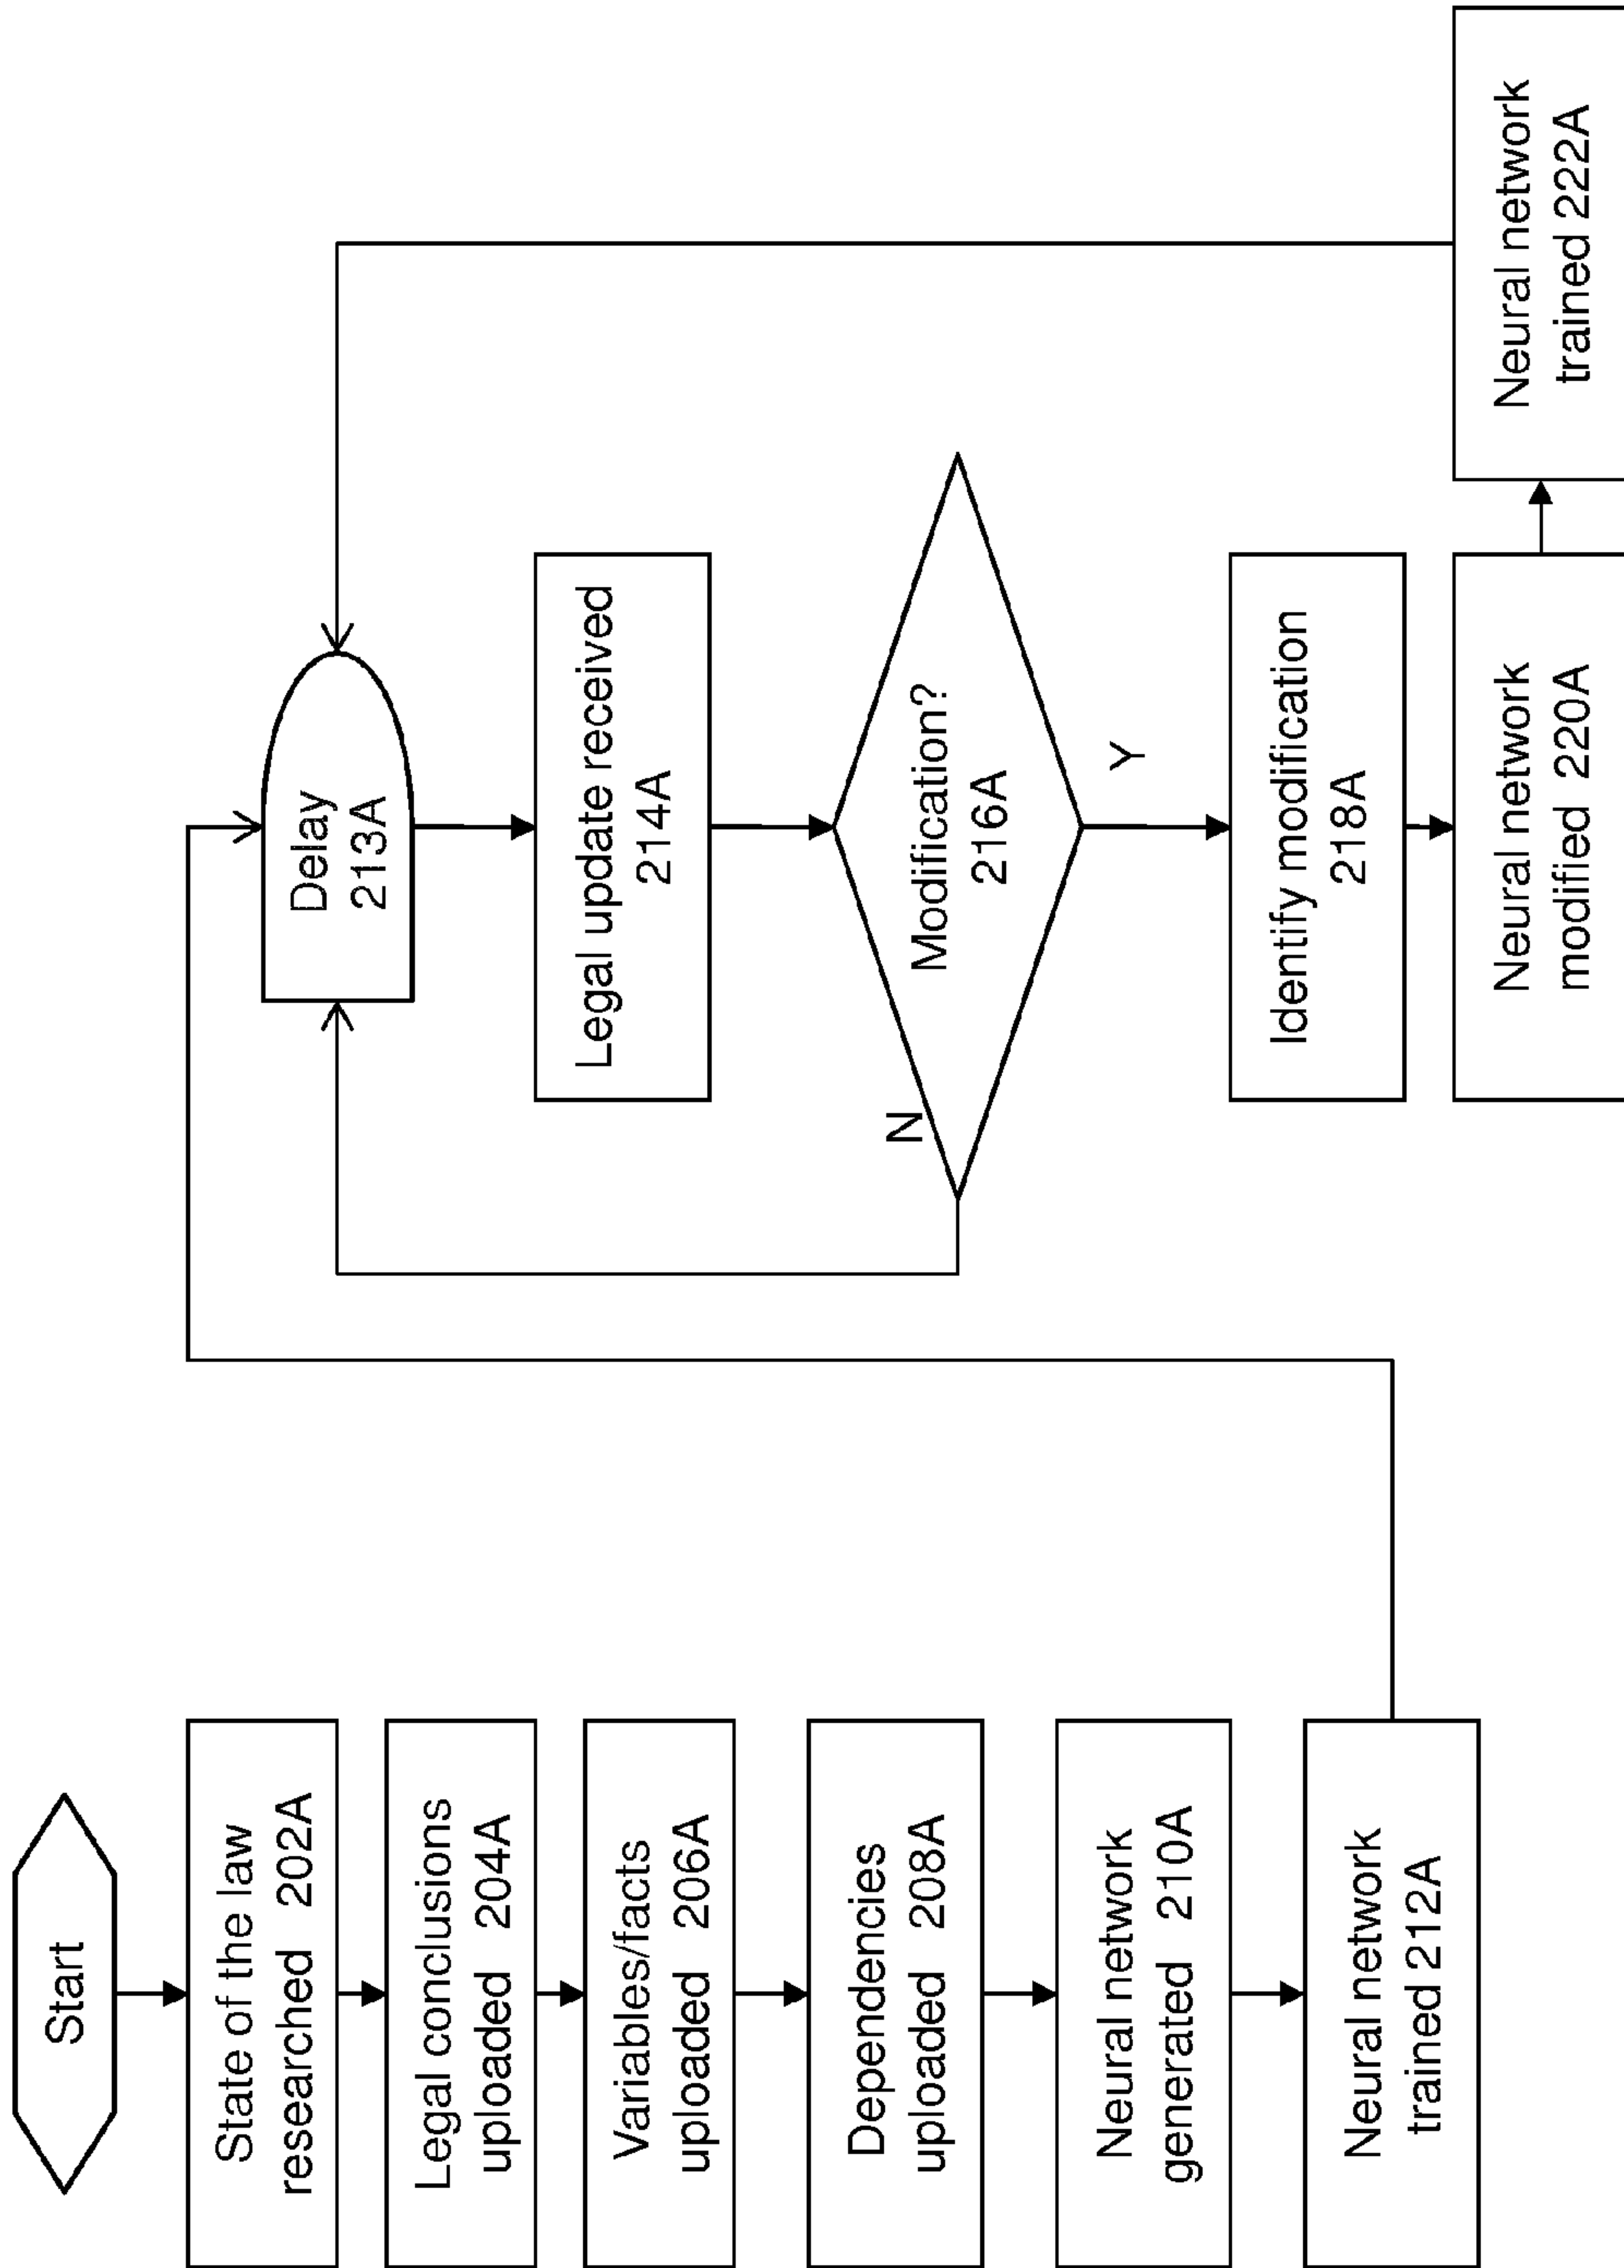 Start
State of the law
researched 202A
Legal conclusions
uploaded 204A
Variables/facts
uploaded 206A
Dependencies
uploaded 208A
Neural network
generated 210A
Neural network
trained 212A
Delay
213A
Legal update received
214A
Modification?
216A
N
Y
Identify modification
218A
Neural network
modified 220A
Neural network
trained 222A